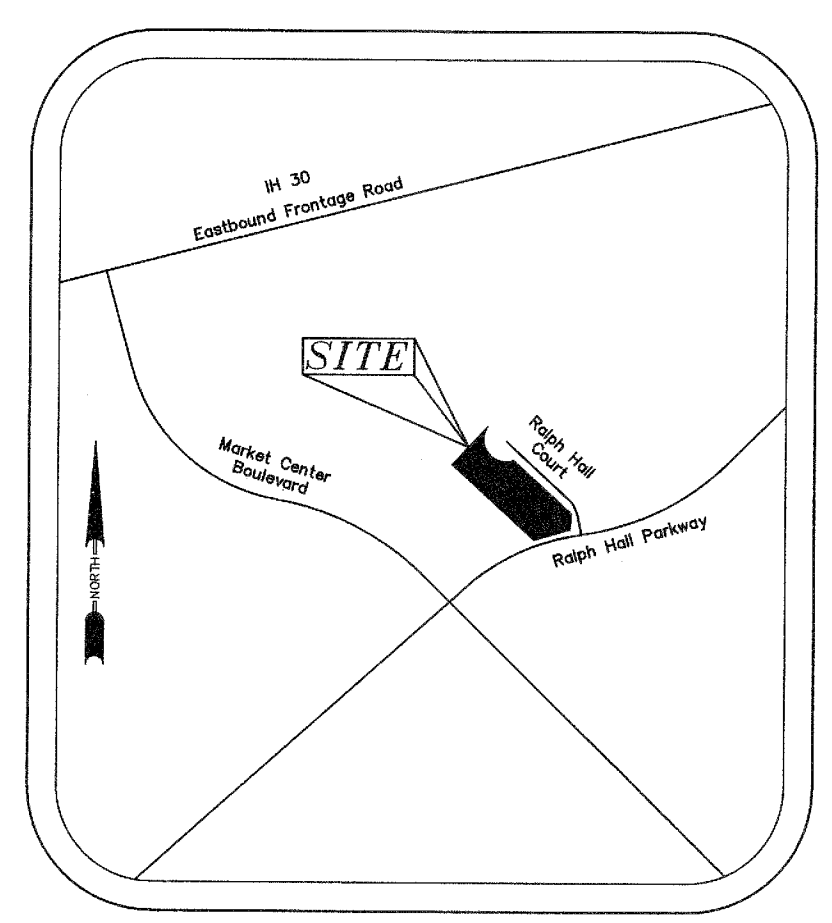 IH 30
Eastbound Frontage Road
SITE
Ralph Hall
Court
Market Center
Boulevard
Ralph Hall Parkway
NORTH